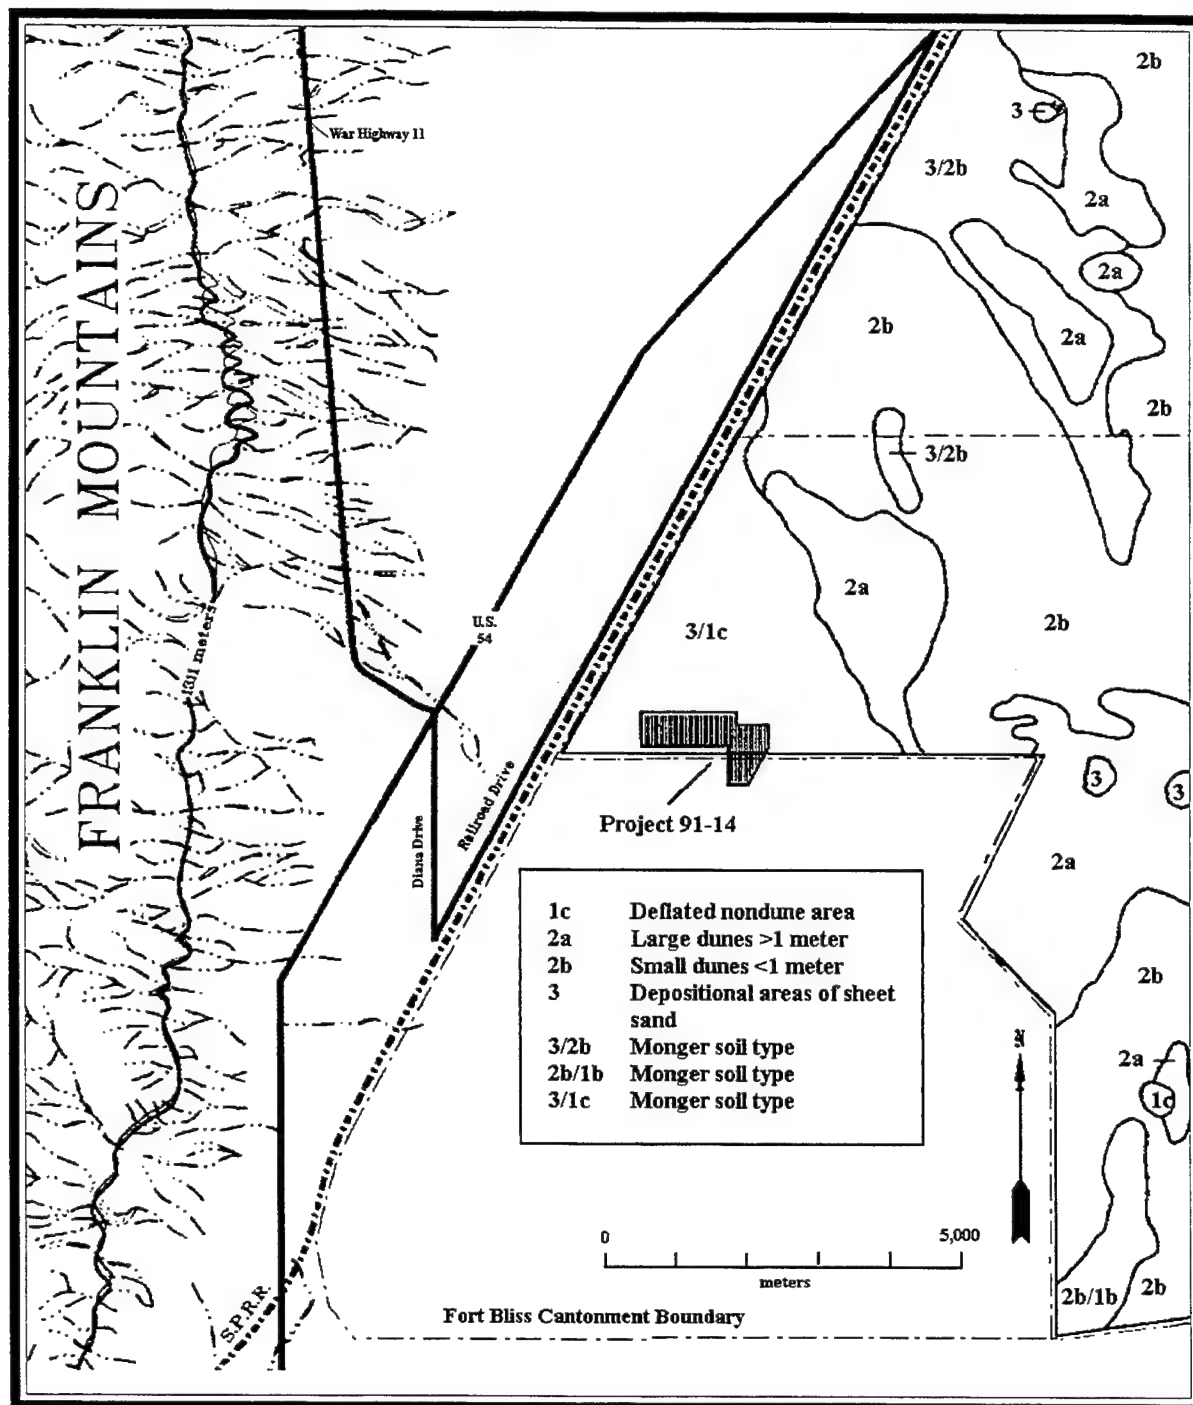 2b
War Highway 11
3
3/2b
2a
2a
FRANKLIN MOUNTAINS
2b
2a
2b
3/2b
2a
1311 meters
U.S.
54
3/1c
2b
Railroad Drive
3
3
Project 91-14
Diana Drive
2a
1c Deflated nondune area
2a Large dunes >1 meter
2b Small dunes <1 meter
3 Depositional areas of sheet
sand
3/2b Monger soil type
2b/1b Monger soil type
3/1c Monger soil type
2b
N
2a
1c
0 5,000
meters
2b/1b
2b
S.P.R.R.
Fort Bliss Cantonment Boundary